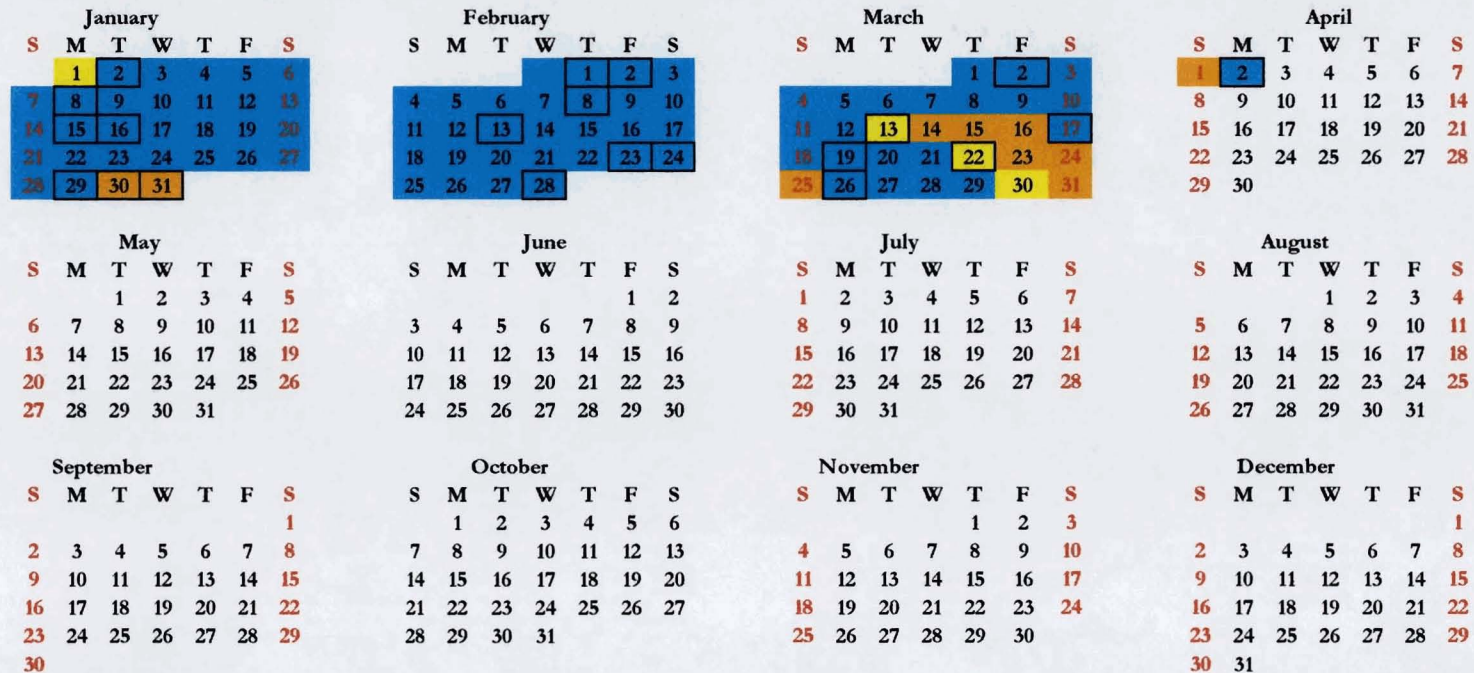 January
S M T W T F S
1 2 3 4 5 6
7 8 9 10 11 12 13
14 15 16 17 18 19 20
21 22 23 24 25 26 27
28 29 30 31
February
S M T W T F S
1 2 3
4 5 6 7 8 9 10
11 12 13 14 15 16 17
18 19 20 21 22 23 24
25 26 27 28
March
S M T W T F S
1 2 3
4 5 6 7 8 9 10
11 12 13 14 15 16 17
18 19 20 21 22 23 24
25 26 27 28 29 30 31
April
S M T W T F S
1 2 3 4 5 6 7
8 9 10 11 12 13 14
15 16 17 18 19 20 21
22 23 24 25 26 27 28
29 30
May
S M T W T F S
1 2 3 4 5
6 7 8 9 10 11 12
13 14 15 16 17 18 19
20 21 22 23 24 25 26
27 28 29 30 31
June
S M T W T F S
1 2
3 4 5 6 7 8 9
10 11 12 13 14 15 16
17 18 19 20 21 22 23
24 25 26 27 28 29 30
July
S M T W T F S
1 2 3 4 5 6 7
8 9 10 11 12 13 14
15 16 17 18 19 20 21
22 23 24 25 26 27 28
29 30 31
August
S M T W T F S
1 2 3 4
5 6 7 8 9 10 11
12 13 14 15 16 17 18
19 20 21 22 23 24 25
26 27 28 29 30 31
September
S M T W T F S
1
2 3 4 5 6 7 8
9 10 11 12 13 14 15
16 17 18 19 20 21 22
23 24 25 26 27 28 29
30
October
S M T W T F S
1 2 3 4 5 6
7 8 9 10 11 12 13
14 15 16 17 18 19 20
21 22 23 24 25 26 27
28 29 30 31
November
S M T W T F S
1 2 3
4 5 6 7 8 9 10
11 12 13 14 15 16 17
18 19 20 21 22 23 24
25 26 27 28 29 30
December
S M T W T F S
1
2 3 4 5 6 7 8
9 10 11 12 13 14 15
16 17 18 19 20 21 22
23 24 25 26 27 28 29
30 31